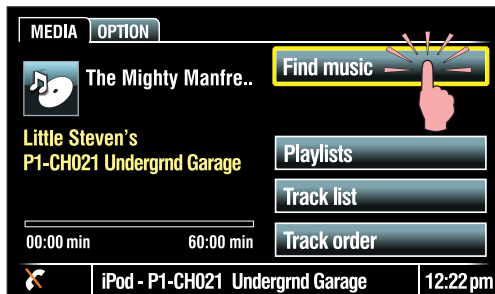 MEDIA OPTION
The Mighty Manfre..
Find music
Little Steven's
P1-CH021 Undergrnd Garage
Playlists
Track list
00:00 min 60:00 min
Track order
iPod - P1-CH021 Undergrnd Garage 12:22 pm